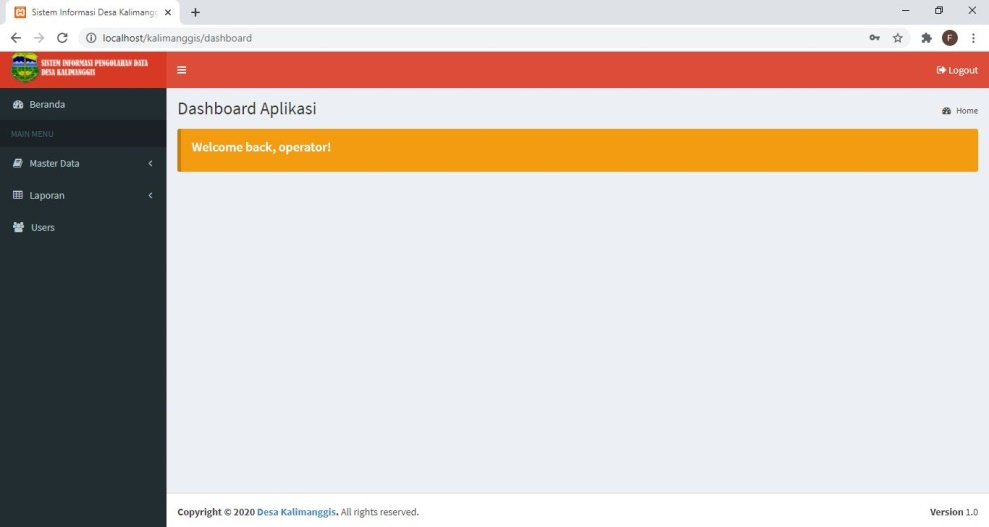 Sistem Informasi Desa Kalimangg
localhost/kalimanggis/dashboard
F
SISTEM INFORMASI PENGOLAHAN DATA
DESA KALIMANGGIS
Logout
Beranda
Dashboard Aplikasi
Home
MAIN MENU
Welcome back, operator!
Master Data
Laporan
Users
Copyright © 2020 Desa Kalimanggis. All rights reserved.
Version 1.0